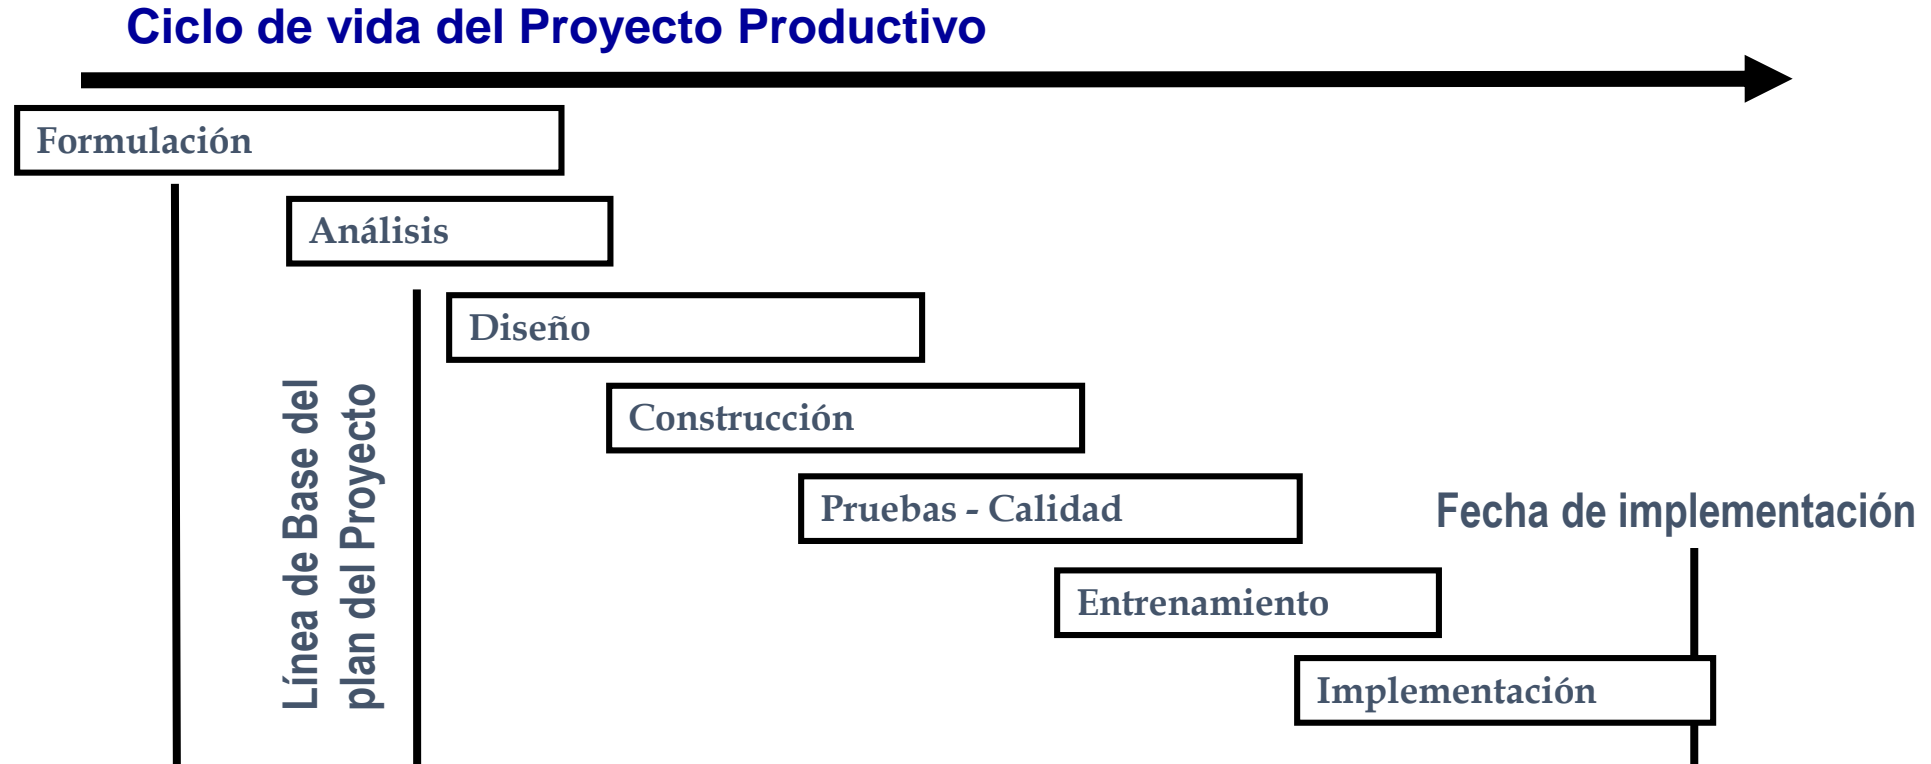 Ciclo de vida del Proyecto Productivo
Formulación
Análisis
Diseño
Línea de Base del
plan del Proyecto
Construcción
Pruebas - Calidad
Fecha de implementación
Entrenamiento
Implementación